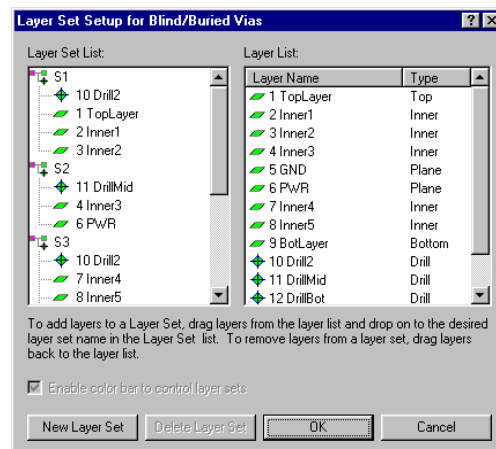 Layer Set Setup for Blind/Buried Vias
Layer Set List:
S1
10 Drill2
1 TopLayer
2 Inner1
3 Inner2
S2
11 DrillMid
4 Inner3
6 PWR
S3
10 Drill2
7 Inner4
8 Inner5
Layer List:
Layer Name Type
1 TopLayer Top
2 Inner1 Inner
3 Inner2 Inner
4 Inner3 Inner
5 GND Plane
6 PWR Plane
7 Inner4 Inner
8 Inner5 Inner
9 BotLayer Bottom
10 Drill2 Drill
11 DrillMid Drill
12 DrillBot Drill
To add layers to a Layer Set, drag layers from the layer list and drop on to the desired
layer set name in the Layer Set list. To remove layers from a layer set, drag layers
back to the layer list.
Enable color bar to control layer sets
New Layer Set
Delete Layer Set
OK
Cancel